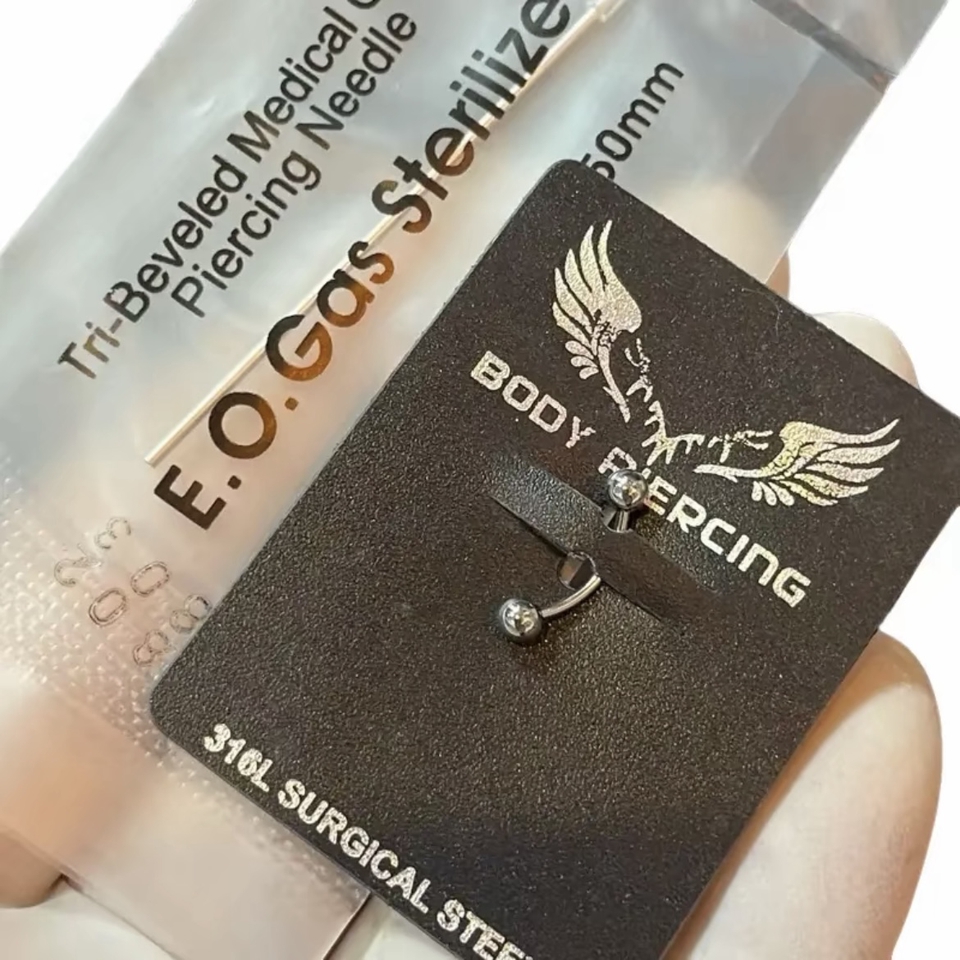 Tri-Beveled Medical
Piercing Needle
E.O.Gas Sterilize
50mm
BODY PIERCING
316L SURGICAL STEE